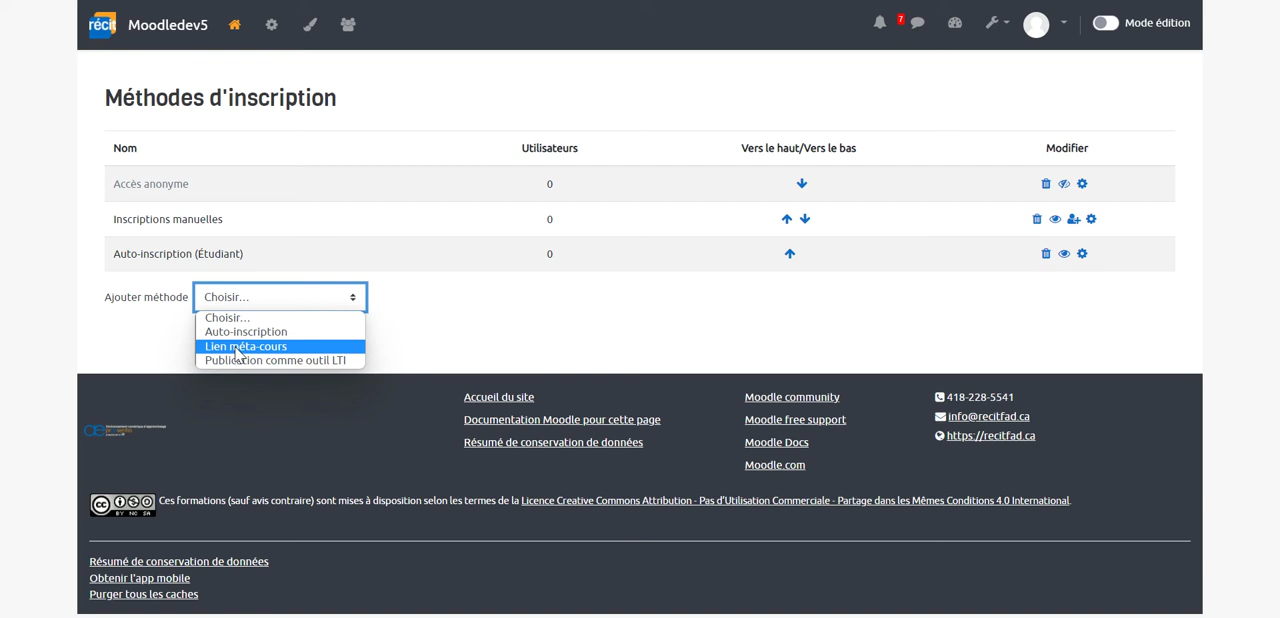 récit Moodledev5 7 Mode édition
Méthodes d'inscription
Nom Utilisateurs Vers le haut/Vers le bas Modifier
Accès anonyme 0
Inscriptions manuelles 0
Auto-inscription (Étudiant) 0
Ajouter méthode Choisir...
Choisir...
Auto-inscription
Lien méta-cours
Publication comme outil LTI
Accueil du site
Documentation Moodle pour cette page
Résumé de conservation de données
Moodle community
Moodle free support
Moodle Docs
Moodle.com
418-228-5541
info@recitfad.ca
https://recitfad.ca
Ces formations (sauf avis contraire) sont mises à disposition selon les termes de la Licence Creative Commons Attribution - Pas d'Utilisation Commerciale - Partage dans les Mêmes Conditions 4.0 International.
BY NC SA
Résumé de conservation de données
Obtenir l'app mobile
Purger tous les caches